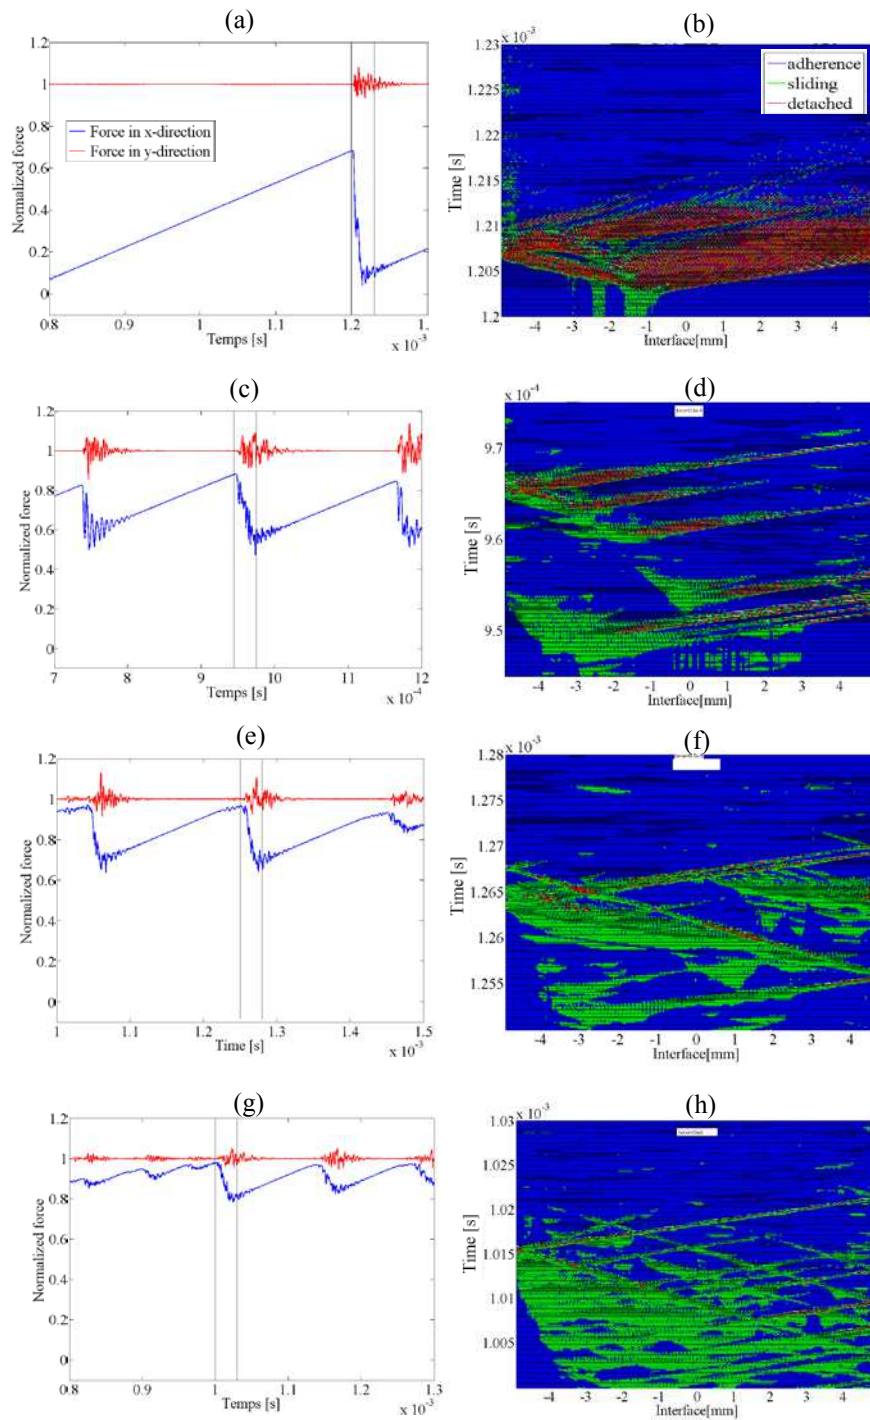 (a)
1.2
1
0.8
0.6
0.4
0.2
0
Normalized force
Force in x-direction
Force in y-direction
0.8 0.9 1 1.1 1.2 1.
Temps [s]
x 10⁻³
(b)
x 10⁻³
1.23
1.225
1.22
1.215
1.21
1.205
1.2
Time [s]
adherence
sliding
detached
-4 -3 -2 -1 0 1 2 3 4
Interface[mm]
(c)
1.2
1
0.8
0.6
0.4
0.2
0
Normalized force
7 8 9 10 11 12
Temps [s]
x 10⁻⁴
(d)
x 10⁻⁴
9.7
9.6
9.5
Time [s]
-4 -3 -2 -1 0 1 2 3 4
Interface[mm]
(e)
1.2
1
0.8
0.6
0.4
0.2
0
Normalized force
1 1.1 1.2 1.3 1.4 1.5
Time [s]
x 10⁻³
(f)
x 10⁻³
1.28
1.275
1.27
1.265
1.26
1.255
Time [s]
-4 -3 -2 -1 0 1 2 3 4
Interface[mm]
(g)
1.2
1
0.8
0.6
0.4
0.2
0
Normalized force
0.8 0.9 1 1.1 1.2 1.3
Temps [s]
x 10⁻³
(h)
x 10⁻³
1.03
1.025
1.02
1.015
1.01
1.005
Time [s]
-4 -3 -2 -1 0 1 2 3 4
Interface[mm]